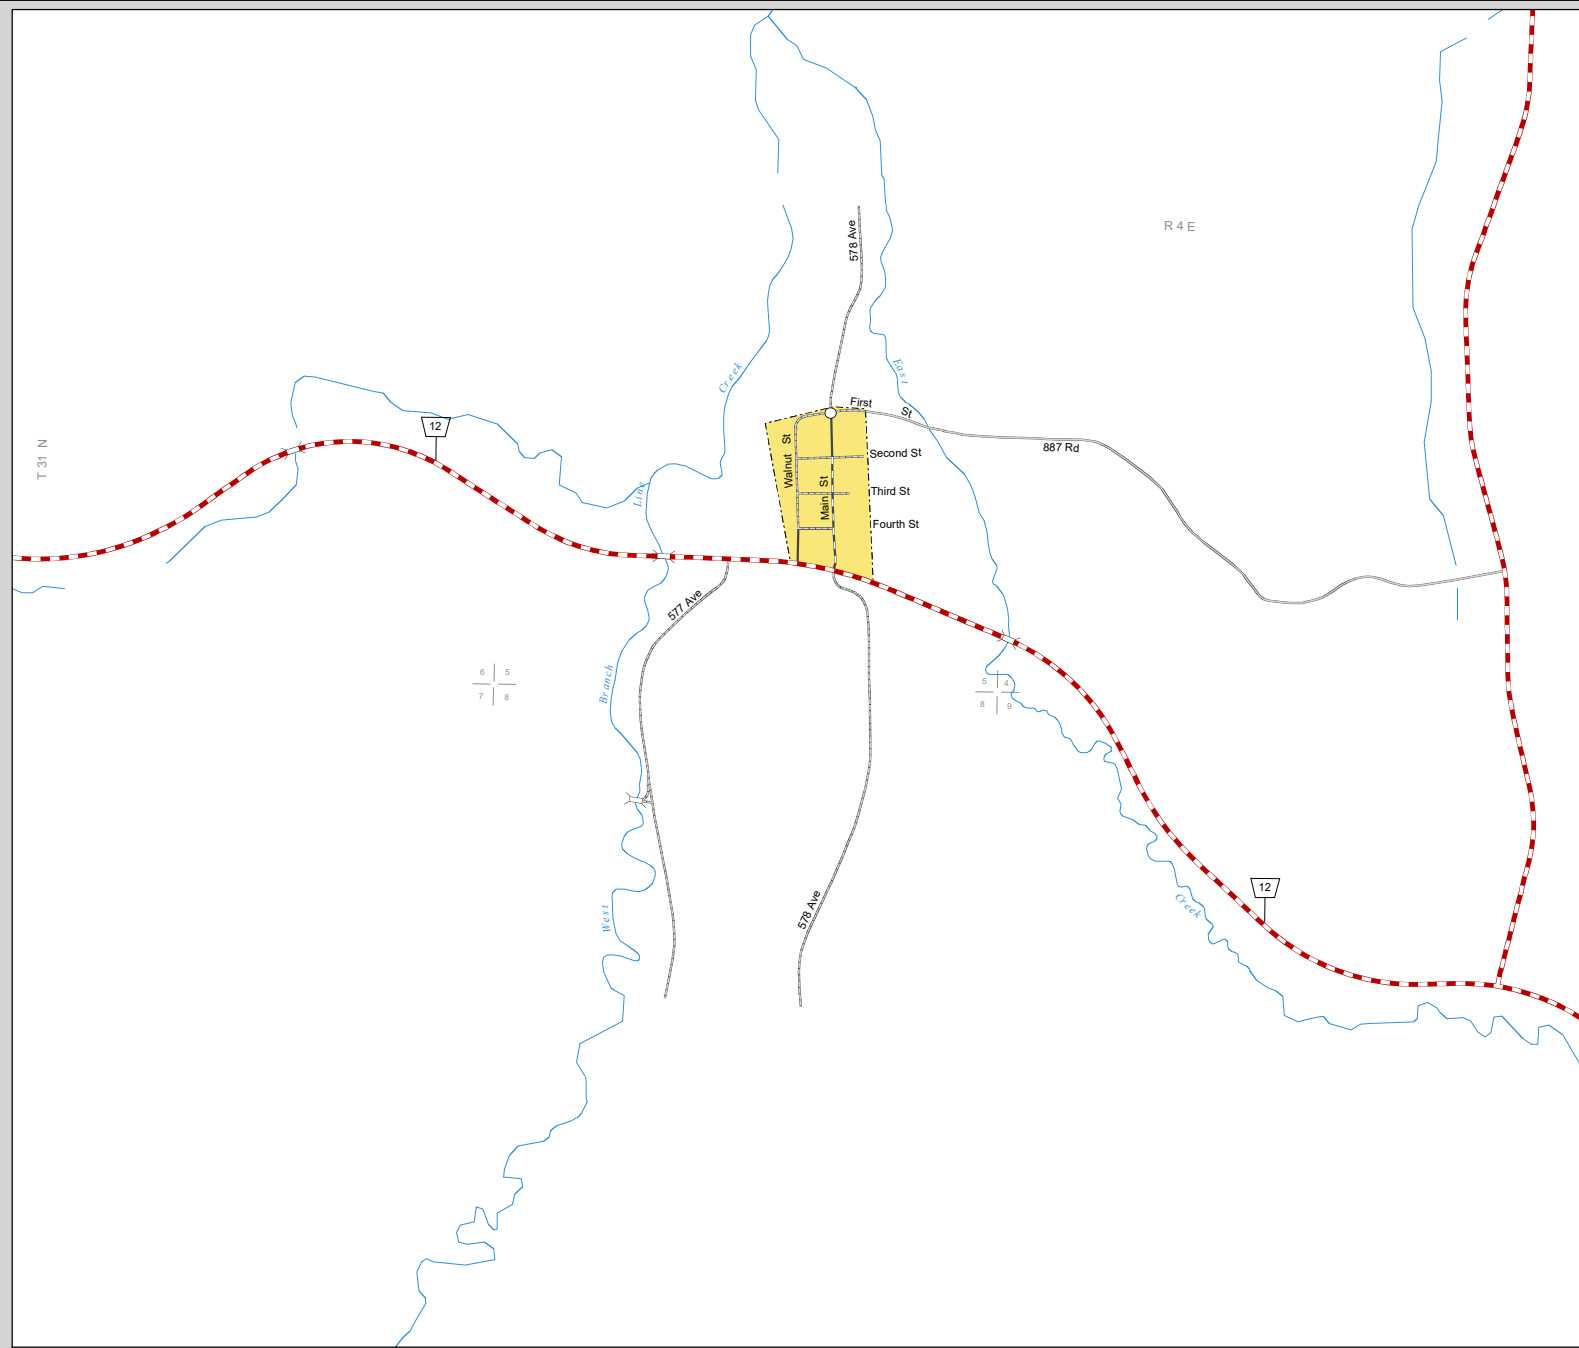 578 Ave
R 4 E
Creek
East
First
St
12
T 31 N
887 Rd
Walnut St
Second St
Main St
Third St
Fourth St
Line
577 Ave
6 5
7 8
5 4
8 9
Branch
578 Ave
12
Creek
West